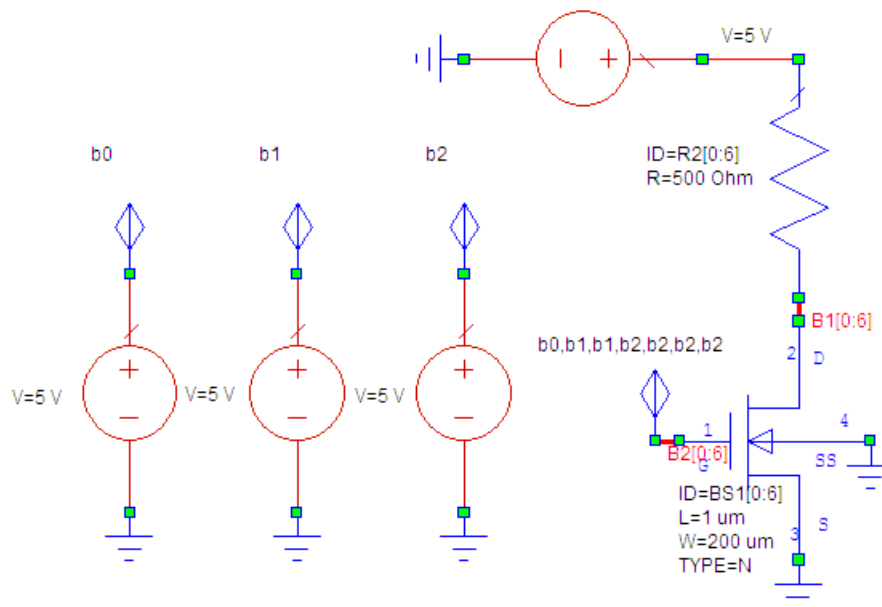 V=5 V
b0
b1
b2
ID=R2[0:6]
R=500 Ohm
B1[0:6]
b0,b1,b1,b2,b2,b2,b2
2
D
V=5 V
V=5 V
V=5 V
1
4
B2[0:6]
G
SS
ID=BS1[0:6]
L=1 um
W=200 um
TYPE=N
3
S